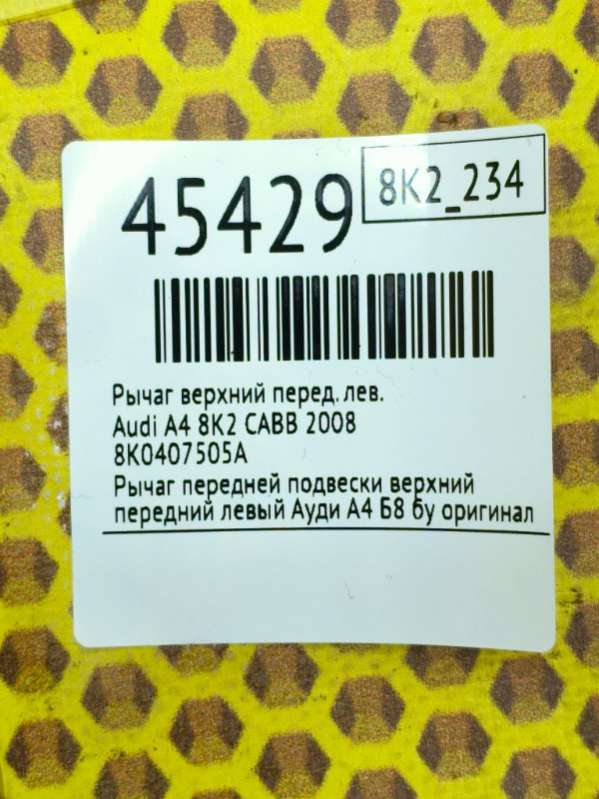 45429
8K2_234
Рычаг верхний перед. лев.
Audi A4 8K2 CABB 2008
8K0407505A
Рычаг передней подвески верхний
передний левый Ауди А4 Б8 бу оригинал